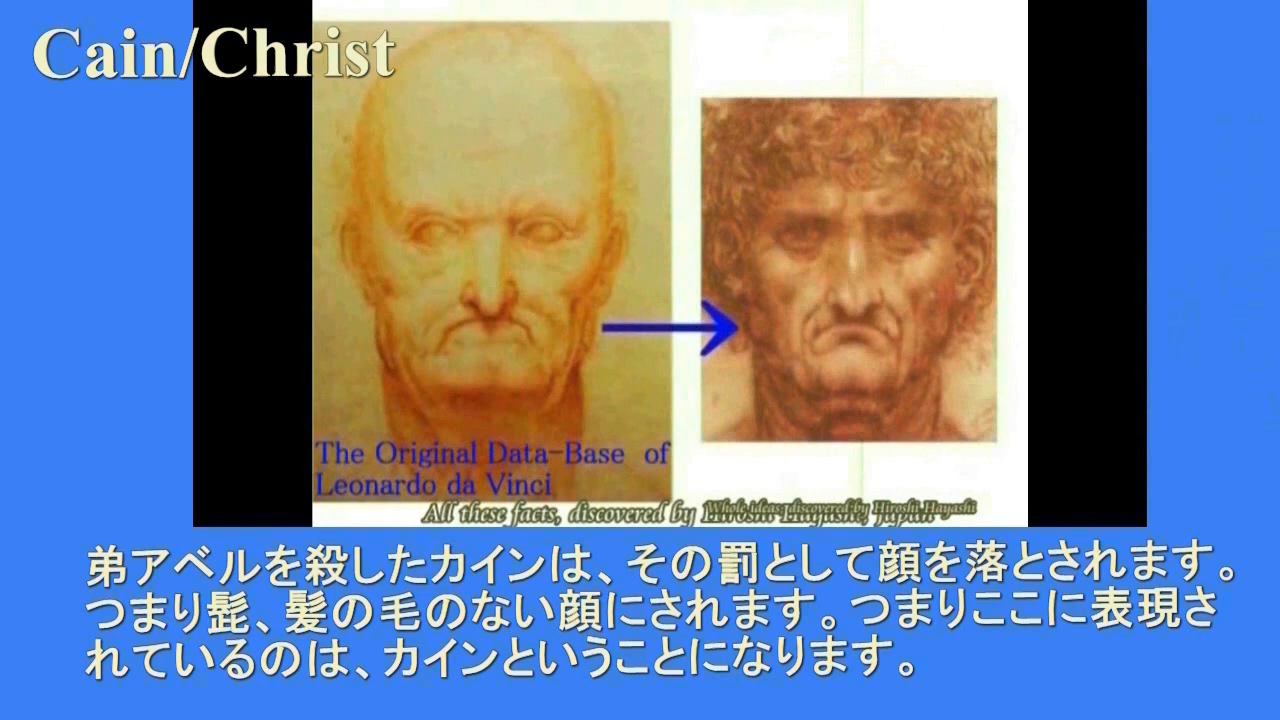 Cain/Christ
The Original Data-Base of
Leonardo da Vinci
Whole ideas, discovered by Hiroshi Hayashi
All these facts, discovered by Hiroshi Hayashi, Japan
弟アベルを殺したカインは、その罰として顔を落とされます。
つまり髭、髪の毛のない顔にされます。つまりここに表現さ
れているのは、カインということになります。